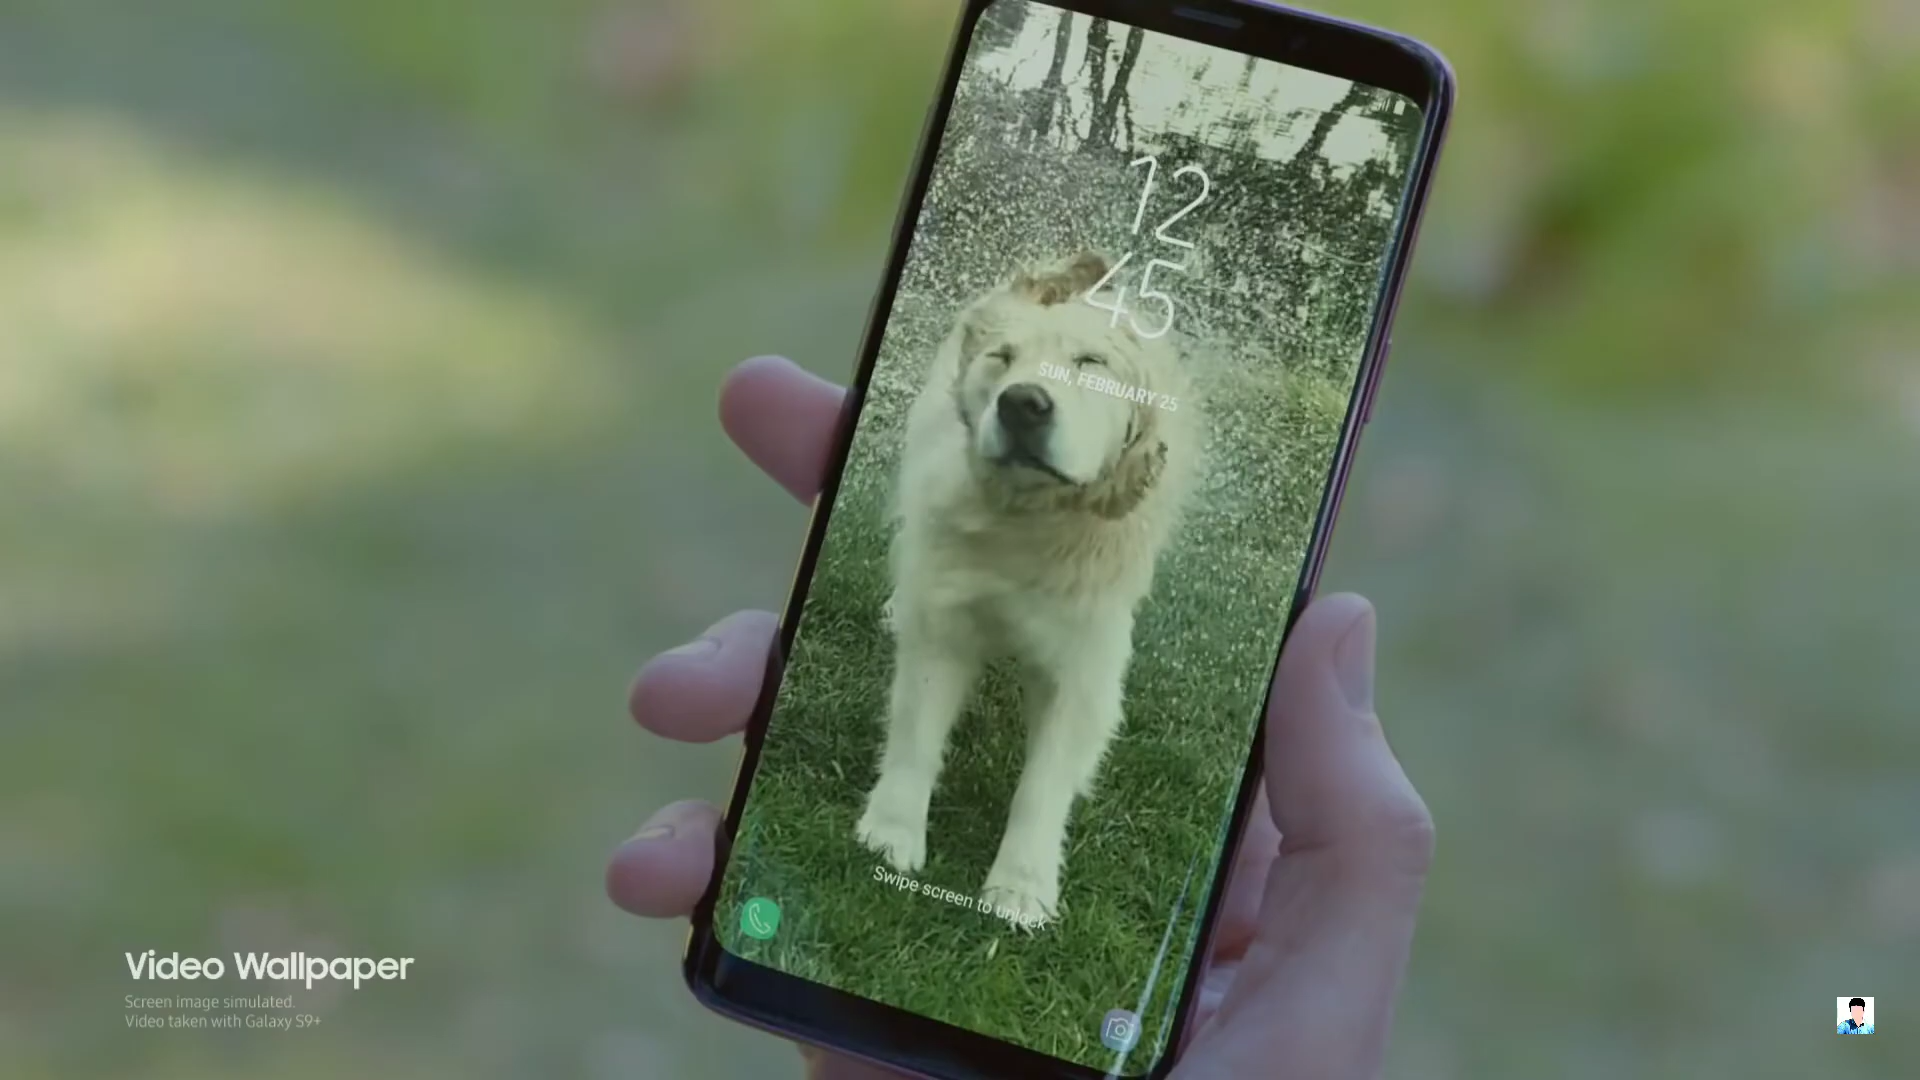 12
45
SUN, FEBRUARY 25
Swipe screen to unlock
Video Wallpaper
Screen image simulated.
Video taken with Galaxy S9+